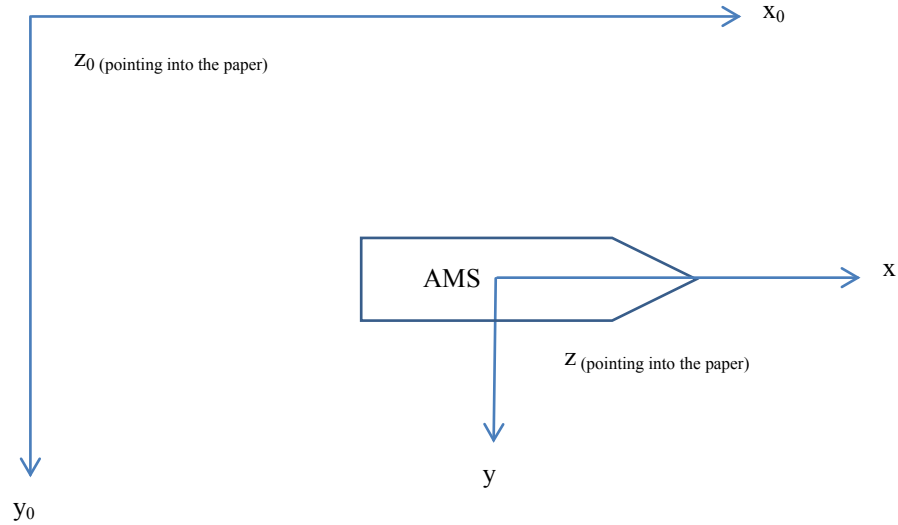 x₀
z₀ (pointing into the paper)
AMS
x
z (pointing into the paper)
y
y₀